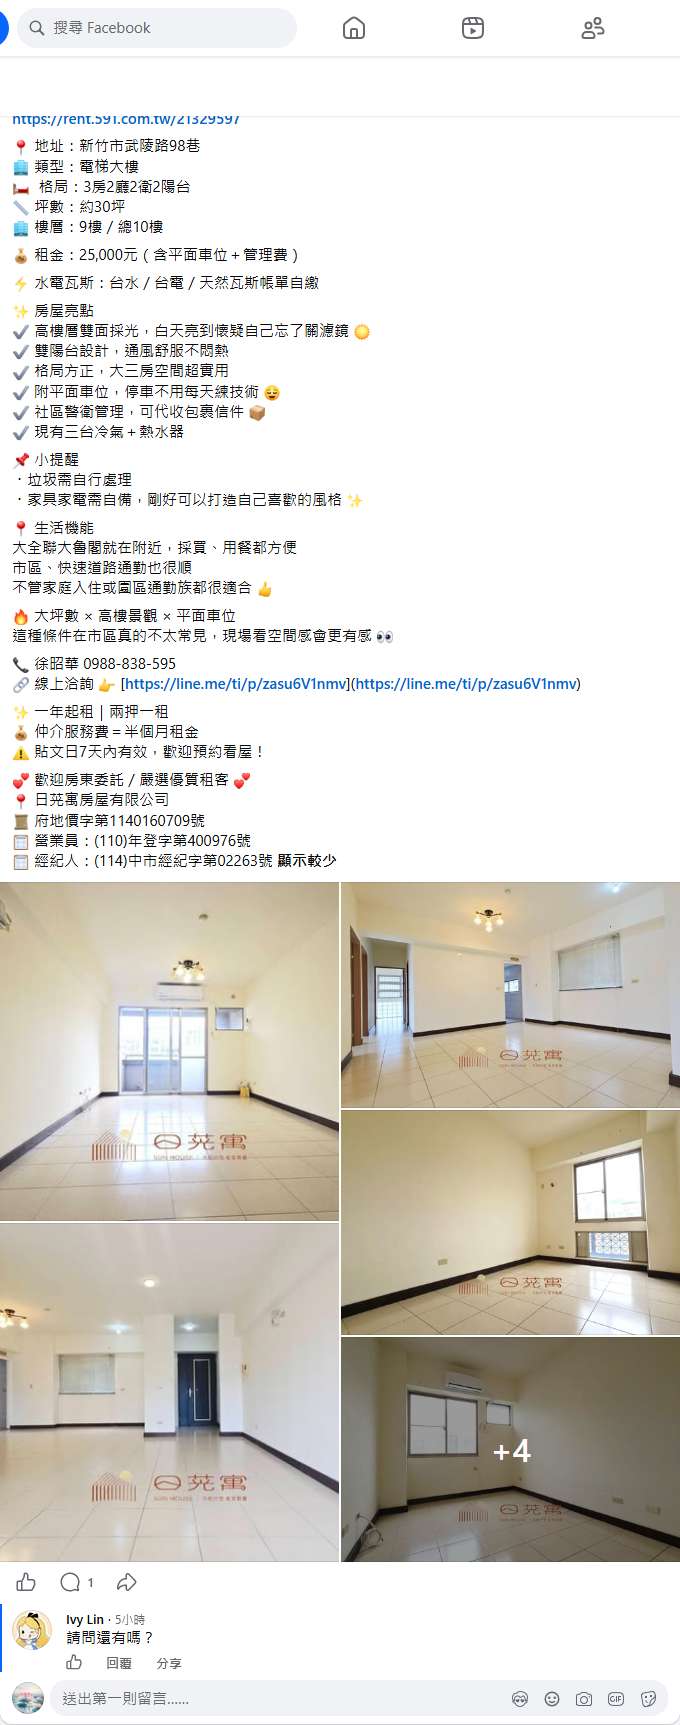 搜尋 Facebook
https://rent.591.com.tw/21329597
地址：新竹市武陵路98巷
類型：電梯大樓
格局：3房2廳2衛2陽台
坪數：約30坪
樓層：9樓 / 總10樓
租金：25,000元（含平面車位＋管理費）
水電瓦斯：台水 / 台電 / 天然瓦斯帳單自繳
房屋亮點
高樓層雙面採光，白天亮到懷疑自己忘了關濾鏡
雙陽台設計，通風舒服不悶熱
格局方正，大三房空間超實用
附平面車位，停車不用每天練技術
社區警衛管理，可代收包裹信件
現有三台冷氣＋熱水器
小提醒
・垃圾需自行處理
・家具家電需自備，剛好可以打造自己喜歡的風格
生活機能
大全聯大魯閣就在附近，採買、用餐都方便
市區、快速道路通勤也很順
不管家庭入住或園區通勤族都很適合
大坪數 × 高樓景觀 × 平面車位
這種條件在市區真的不太常見，現場看空間感會更有感
徐昭華 0988-838-595
線上洽詢 [https://line.me/ti/p/zasu6V1nmv](https://line.me/ti/p/zasu6V1nmv)
一年起租｜兩押一租
仲介服務費＝半個月租金
貼文日7天內有效，歡迎預約看屋！
歡迎房東委託 / 嚴選優質租客
日茺寓房屋有限公司
府地價字第1140160709號
營業員：(110)年登字第400976號
經紀人：(114)中市經紀字第02263號 顯示較少
日茺寓
日茺寓
日茺寓
日茺寓
+4
日茺寓
1
Ivy Lin · 5小時
請問還有嗎？
回覆 分享
送出第一則留言......
GIF